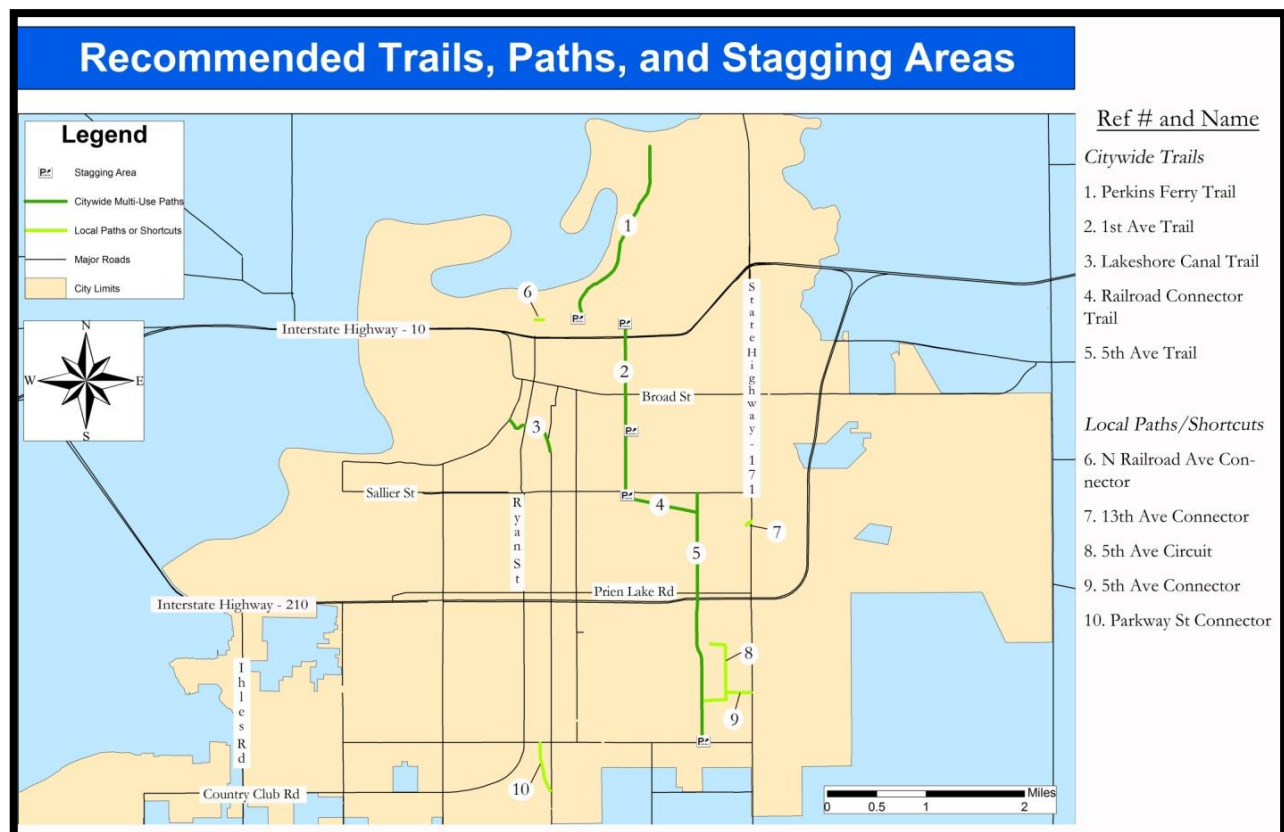 Recommended Trails, Paths, and Stagging Areas
Legend
P
Stagging Area
Citywide Multi-Use Paths
Local Paths or Shortcuts
Major Roads
City Limits
N
W
E
S
1
6
P
P
Interstate Highway - 10
2
State Highway - 171
Broad St
3
P
Sallier St
P
4
Ryan St
7
5
Prien Lake Rd
Interstate Highway - 210
8
Ihles Rd
9
P
10
Country Club Rd
Miles
0 0.5 1 2
Ref # and Name
Citywide Trails
1. Perkins Ferry Trail
2. 1st Ave Trail
3. Lakeshore Canal Trail
4. Railroad Connector
Trail
5. 5th Ave Trail
Local Paths/Shortcuts
6. N Railroad Ave Con-
nector
7. 13th Ave Connector
8. 5th Ave Circuit
9. 5th Ave Connector
10. Parkway St Connector